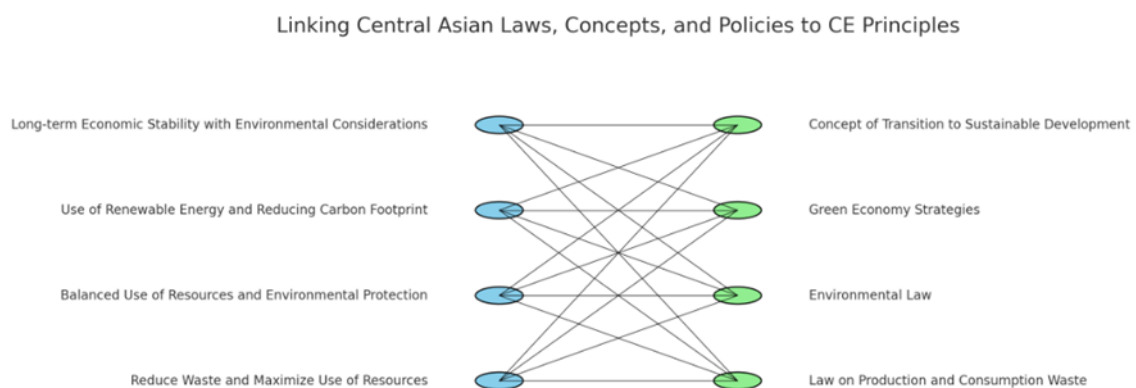 Linking Central Asian Laws, Concepts, and Policies to CE Principles
Long-term Economic Stability with Environmental Considerations
Concept of Transition to Sustainable Development
Use of Renewable Energy and Reducing Carbon Footprint
Green Economy Strategies
Balanced Use of Resources and Environmental Protection
Environmental Law
Reduce Waste and Maximize Use of Resources
Law on Production and Consumption Waste